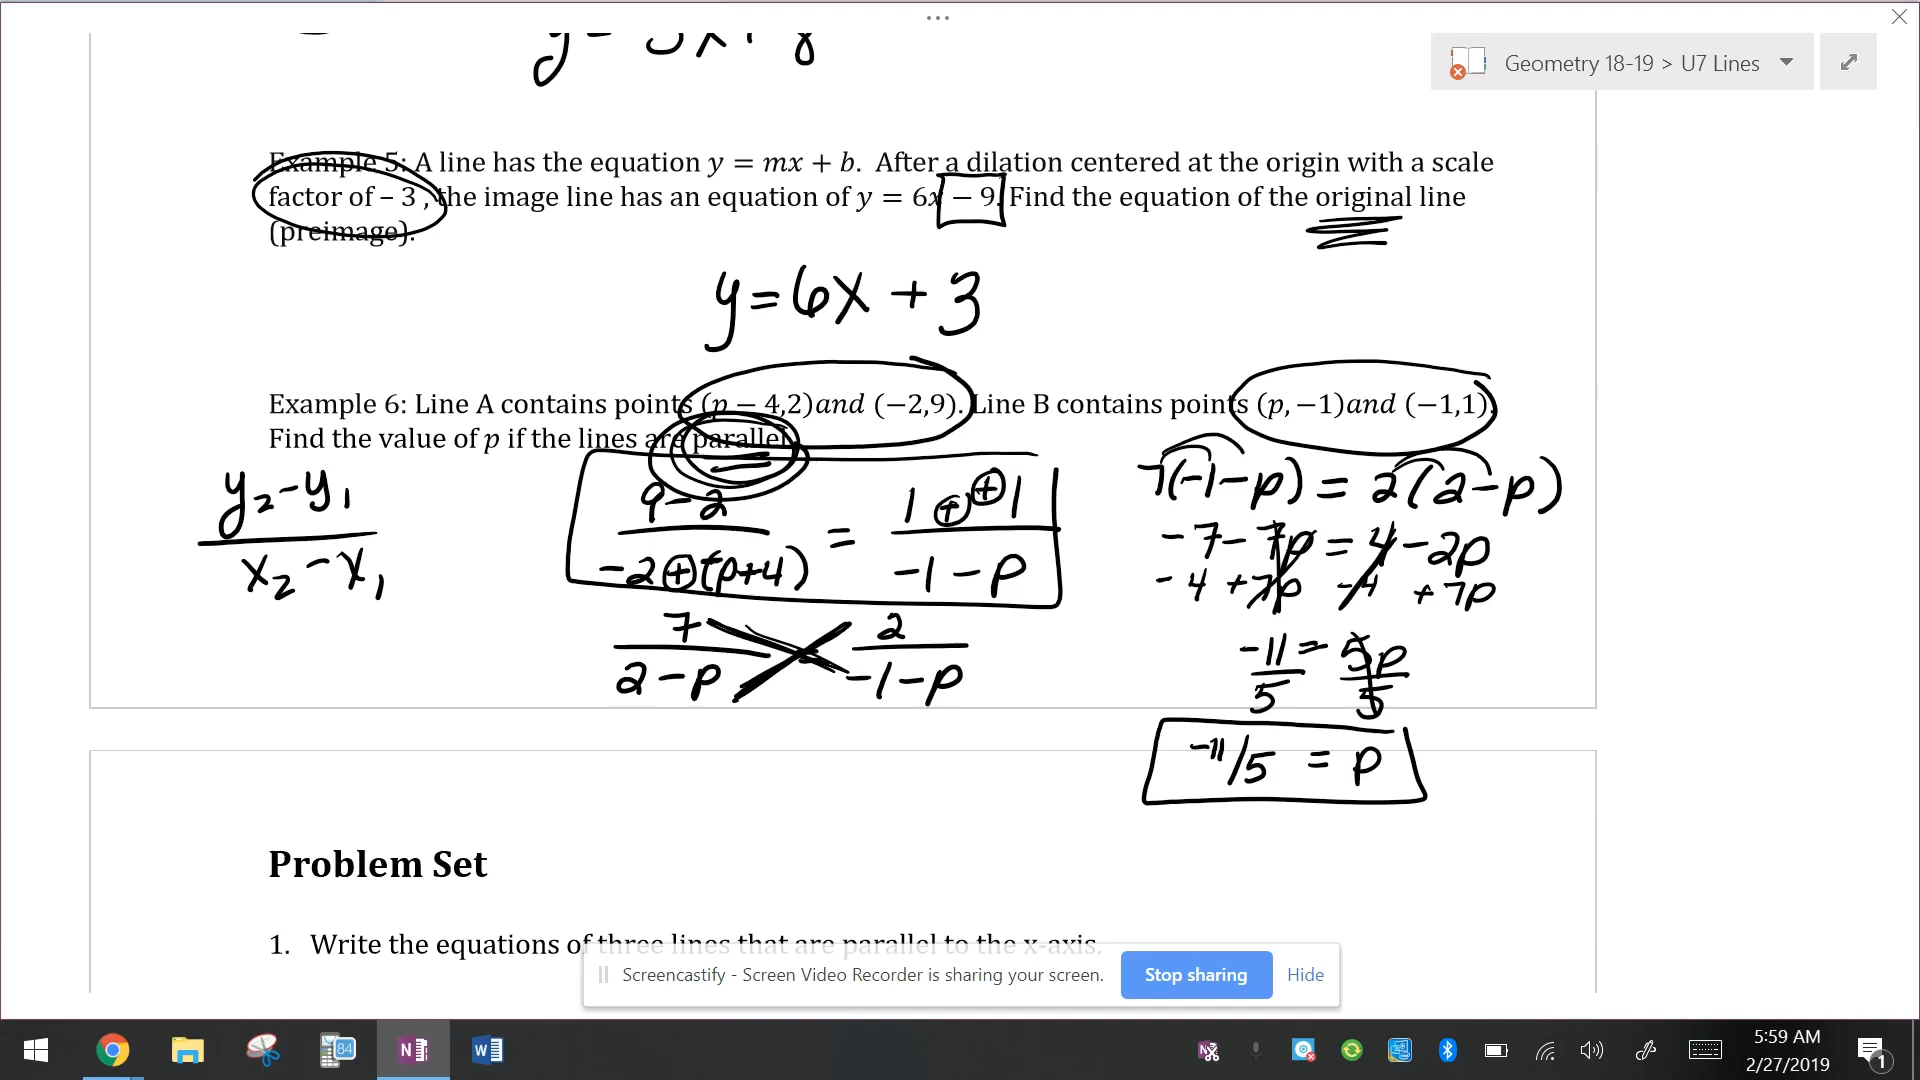 y = 3x + 8
Geometry 18-19 > U7 Lines
Example 5: A line has the equation y = mx + b. After a dilation centered at the origin with a scale
factor of – 3 , the image line has an equation of y = 6x − 9. Find the equation of the original line
(preimage).
y = 6x + 3
Example 6: Line A contains points (p − 4,2)and (−2,9). Line B contains points (p, −1)and (−1,1).
Find the value of p if the lines are parallel.
y₂ - y₁
x₂ - x₁
9 - 2
-2 + (-p+4)
=
1 + + 1
-1 - p
7
2 - p
2
-1 - p
7(-1-p) = 2(2-p)
-7 - 7p = 4 - 2p
-4 +7p -4 +7p
-11 = 5p
5 5
-11/5 = p
Problem Set
1. Write the equations of three lines that are parallel to the x-axis.
Screencastify - Screen Video Recorder is sharing your screen.
Stop sharing
Hide
84
N
W
5:59 AM
2/27/2019
1